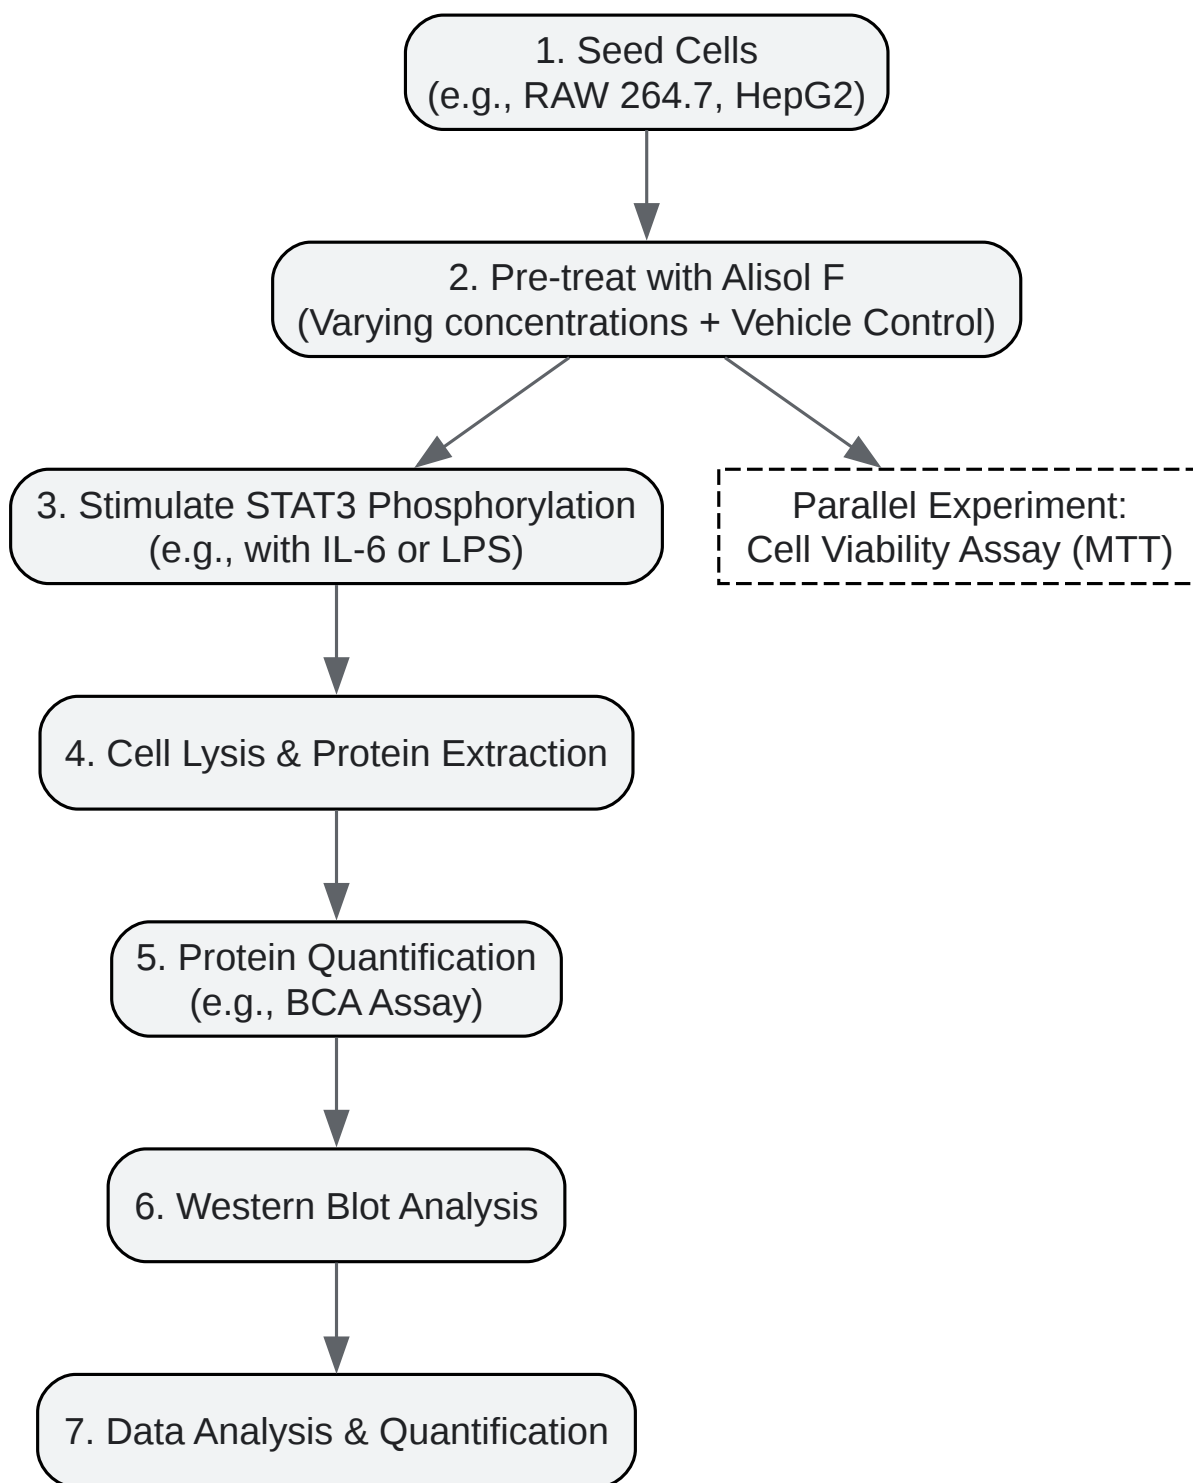 1. Seed Cells
(e.g., RAW 264.7, HepG2)
2. Pre-treat with Alisol F
(Varying concentrations + Vehicle Control)
3. Stimulate STAT3 Phosphorylation
(e.g., with IL-6 or LPS)
Parallel Experiment:
Cell Viability Assay (MTT)
4. Cell Lysis & Protein Extraction
5. Protein Quantification
(e.g., BCA Assay)
6. Western Blot Analysis
7. Data Analysis & Quantification